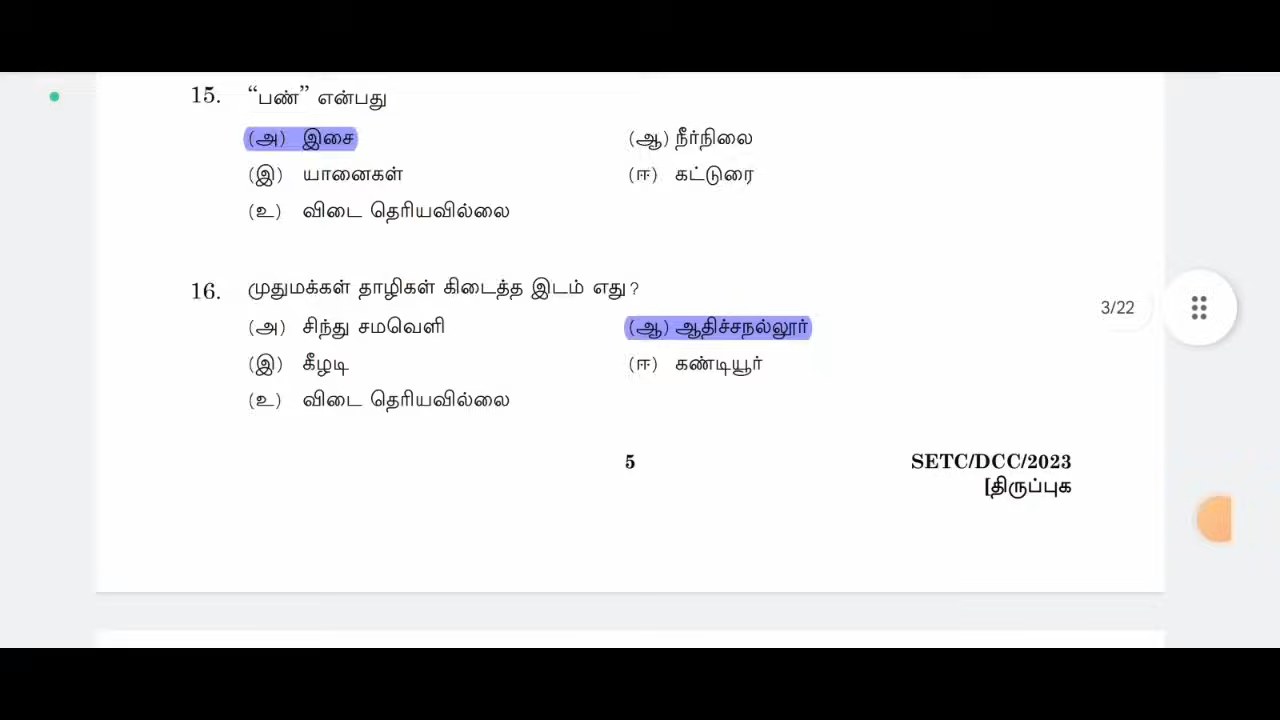 15. “பண்” என்பது
(அ) இசை (ஆ) நீர்நிலை
(இ) யானைகள் (ஈ) கட்டுரை
(உ) விடை தெரியவில்லை
16. முதுமக்கள் தாழிகள் கிடைத்த இடம் எது?
(அ) சிந்து சமவெளி (ஆ) ஆதிச்சநல்லூர்
3/22
(இ) கீழடி (ஈ) கண்டியூர்
(உ) விடை தெரியவில்லை
5 SETC/DCC/2023
[திருப்புக